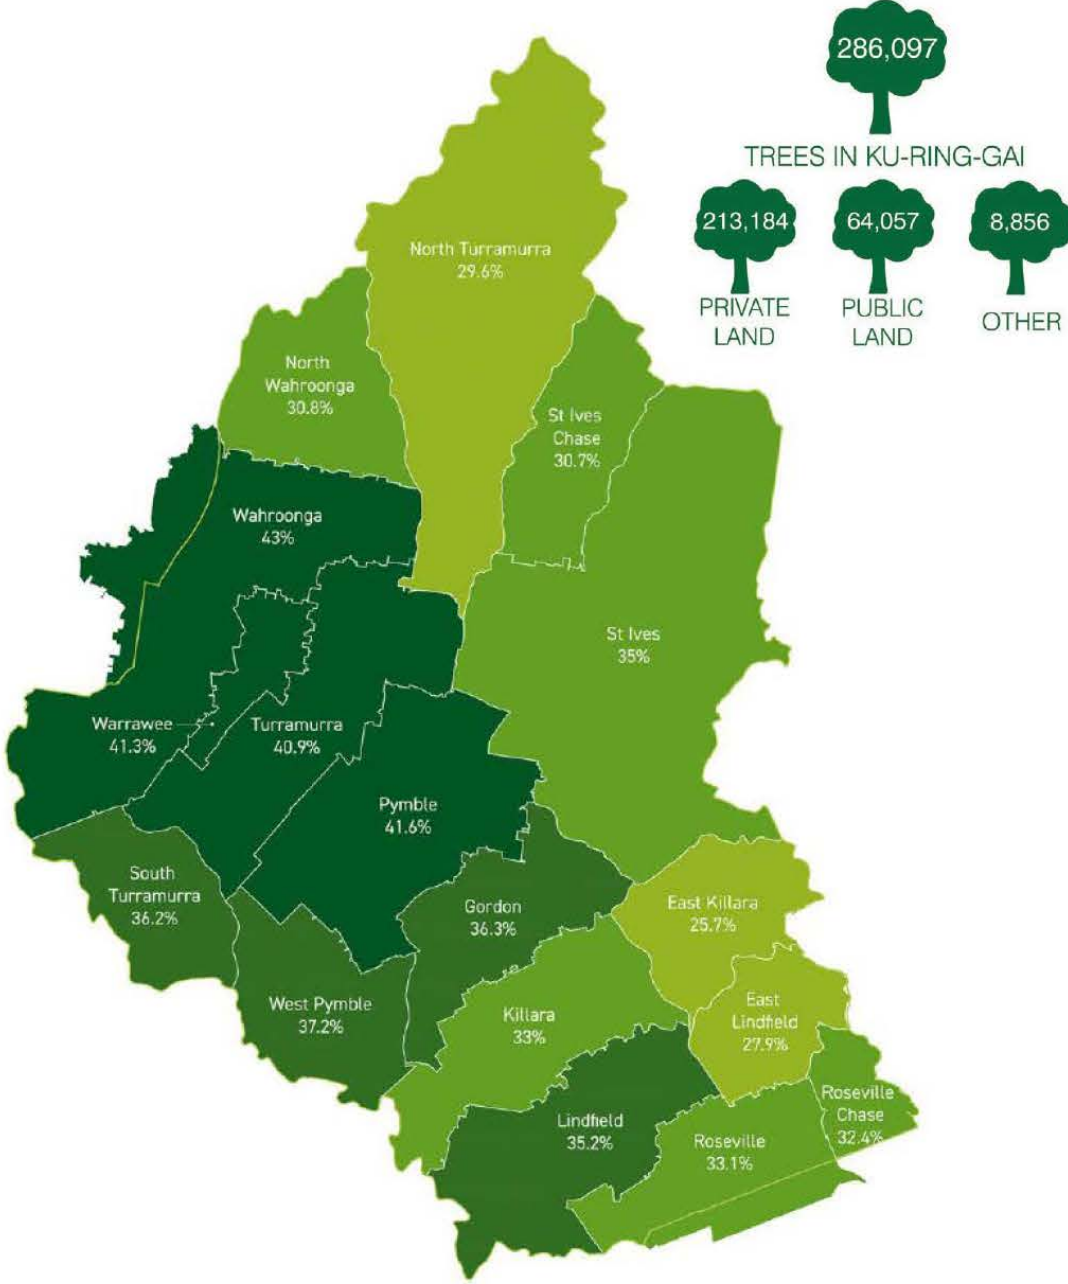 286,097
TREES IN KU-RING-GAI
213,184
64,057
8,856
PRIVATE
LAND
PUBLIC
LAND
OTHER
North Turramurra
29.6%
North
Wahroonga
30.8%
St Ives
Chase
30.7%
Wahroonga
43%
St Ives
35%
Warrawee
41.3%
Turramurra
40.9%
Pymble
41.6%
South
Turramurra
36.2%
Gordon
36.3%
East Killara
25.7%
West Pymble
37.2%
Killara
33%
East
Lindfield
27.9%
Roseville
Chase
32.4%
Lindfield
35.2%
Roseville
33.1%